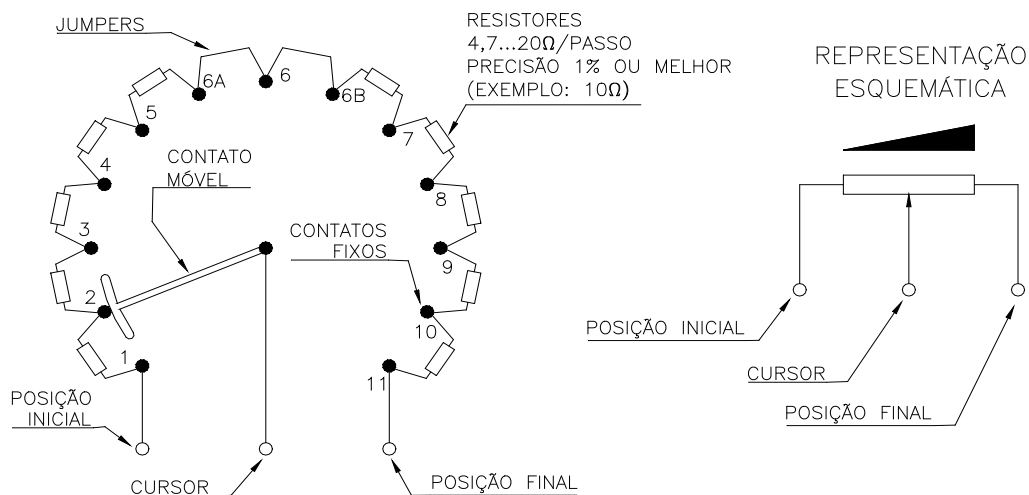 JUMPERS
RESISTORES
4,7...20Ω/PASSO
PRECISÃO 1% OU MELHOR
(EXEMPLO: 10Ω)
6A
6
6B
5
7
4
8
3
9
2
10
1
11
CONTATO
MÓVEL
CONTATOS
FIXOS
POSIÇÃO
INICIAL
CURSOR
POSIÇÃO FINAL
REPRESENTAÇÃO
ESQUEMÁTICA
POSIÇÃO INICIAL
CURSOR
POSIÇÃO FINAL